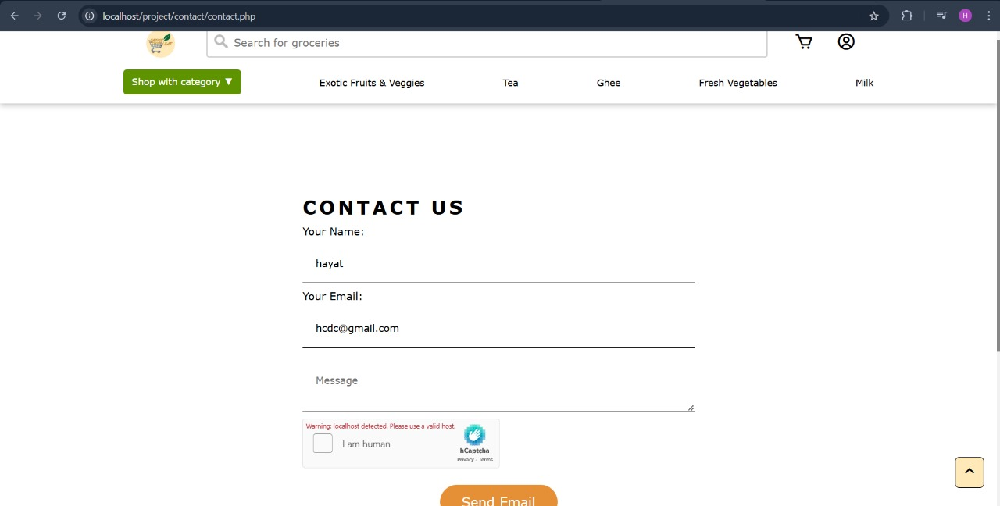 localhost/project/contact/contact.php
H
Search for groceries
Shop with category ▼
Exotic Fruits & Veggies
Tea
Ghee
Fresh Vegetables
Milk
CONTACT US
Your Name:
hayat
Your Email:
hcdc@gmail.com
Message
Warning: localhost detected. Please use a valid host.
I am human
hCaptcha
Privacy - Terms
Send Email